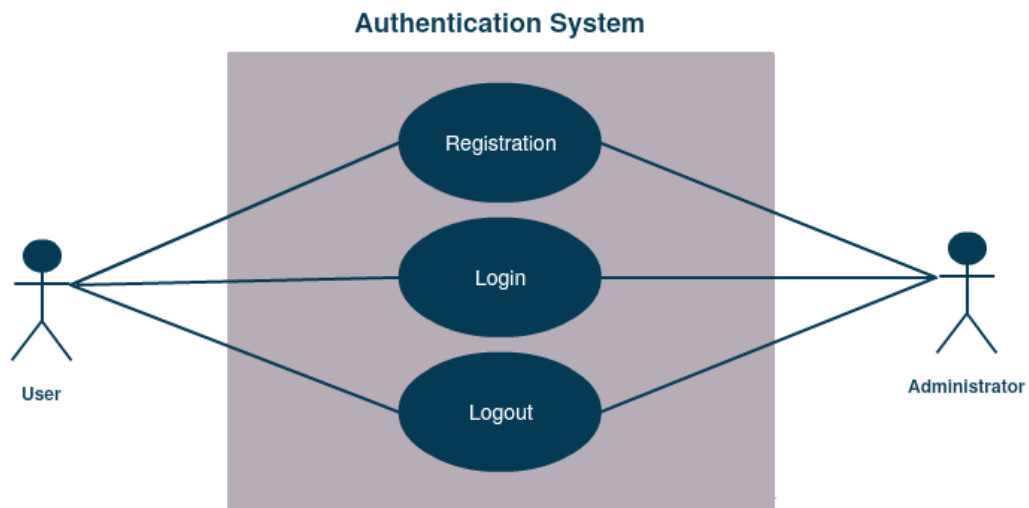 Authentication System
Registration
Login
Logout
User
Administrator